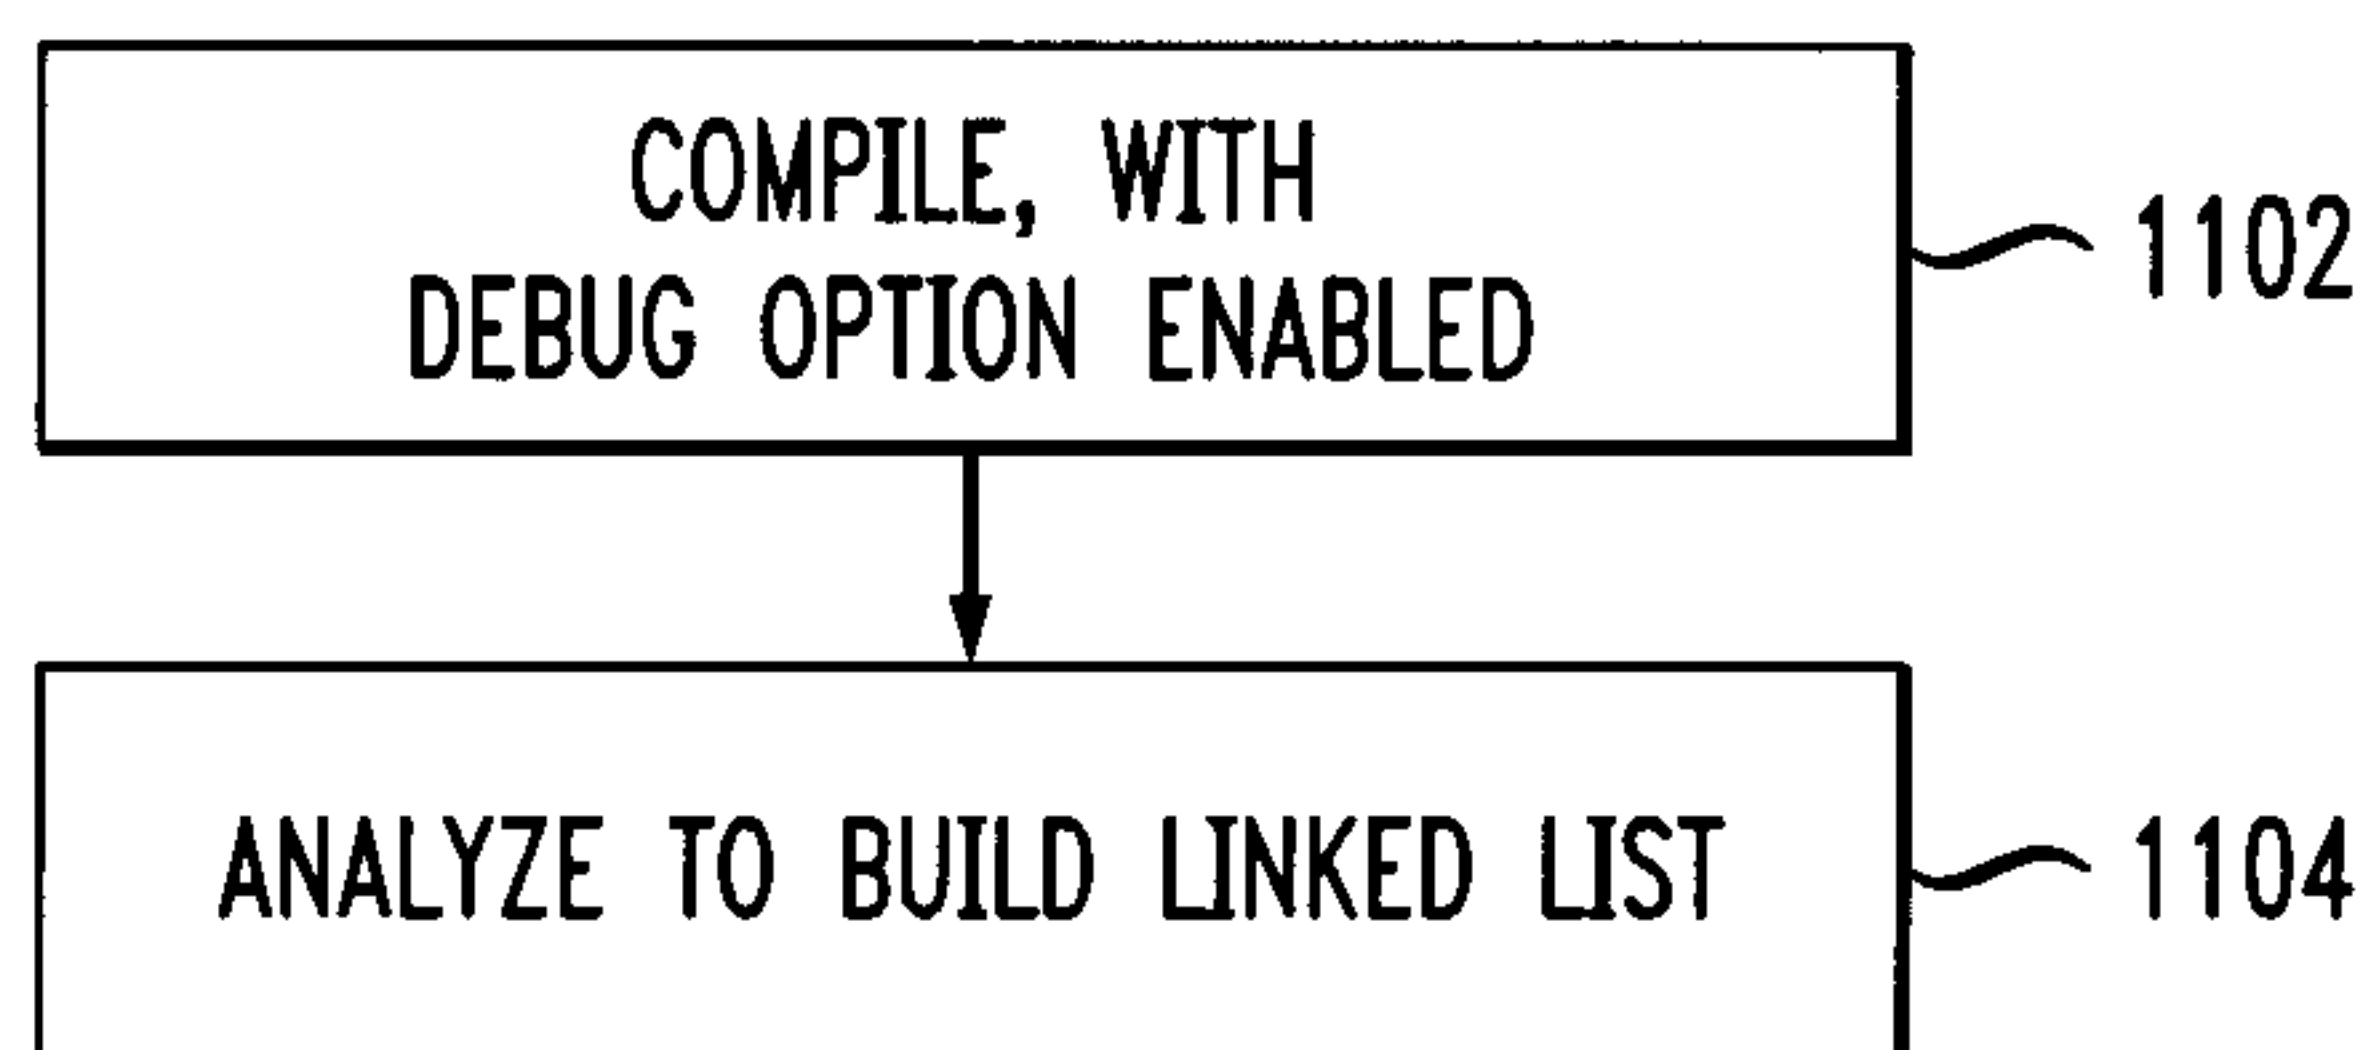 COMPILE, WITH
DEBUG OPTION ENABLED
1102
ANALYZE TO BUILD LINKED LIST
1104